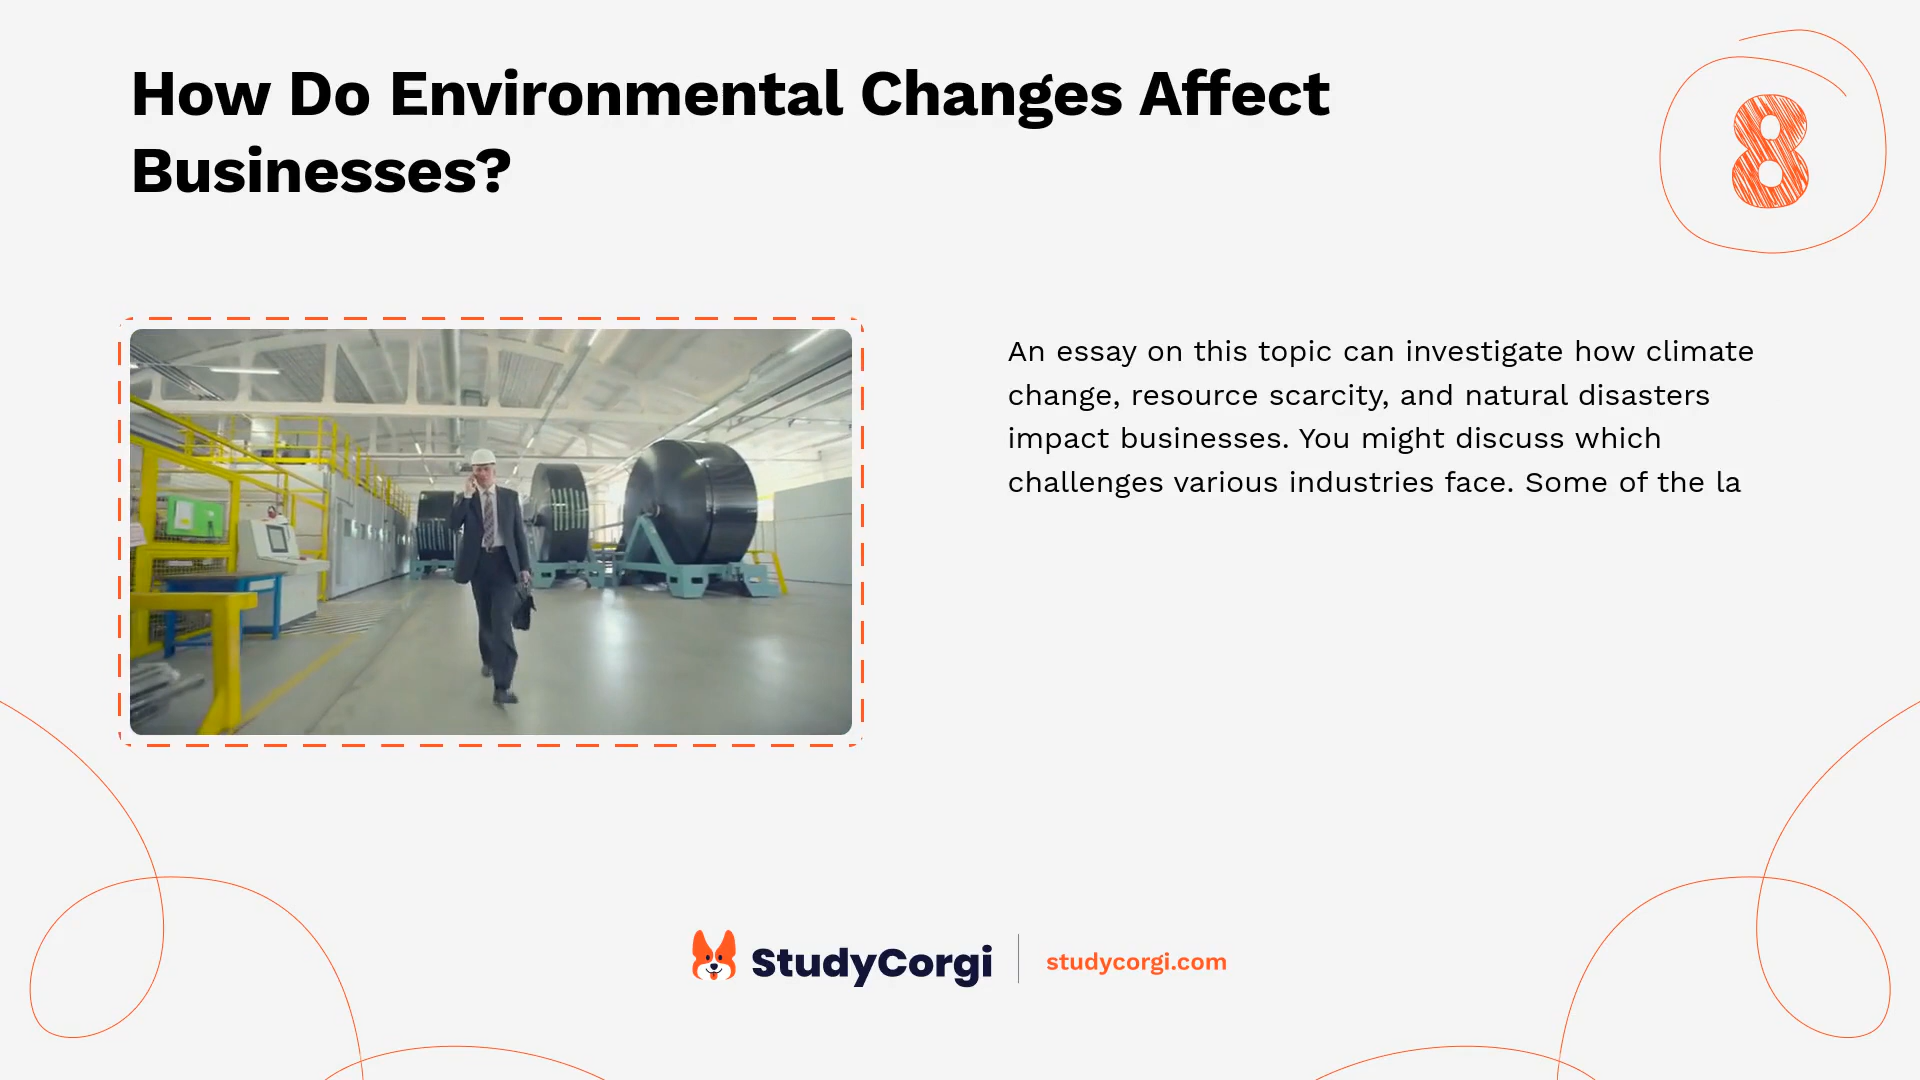 How Do Environmental Changes Affect
Businesses?
8
An essay on this topic can investigate how climate
change, resource scarcity, and natural disasters
impact businesses. You might discuss which
challenges various industries face. Some of the la
StudyCorgi
studycorgi.com